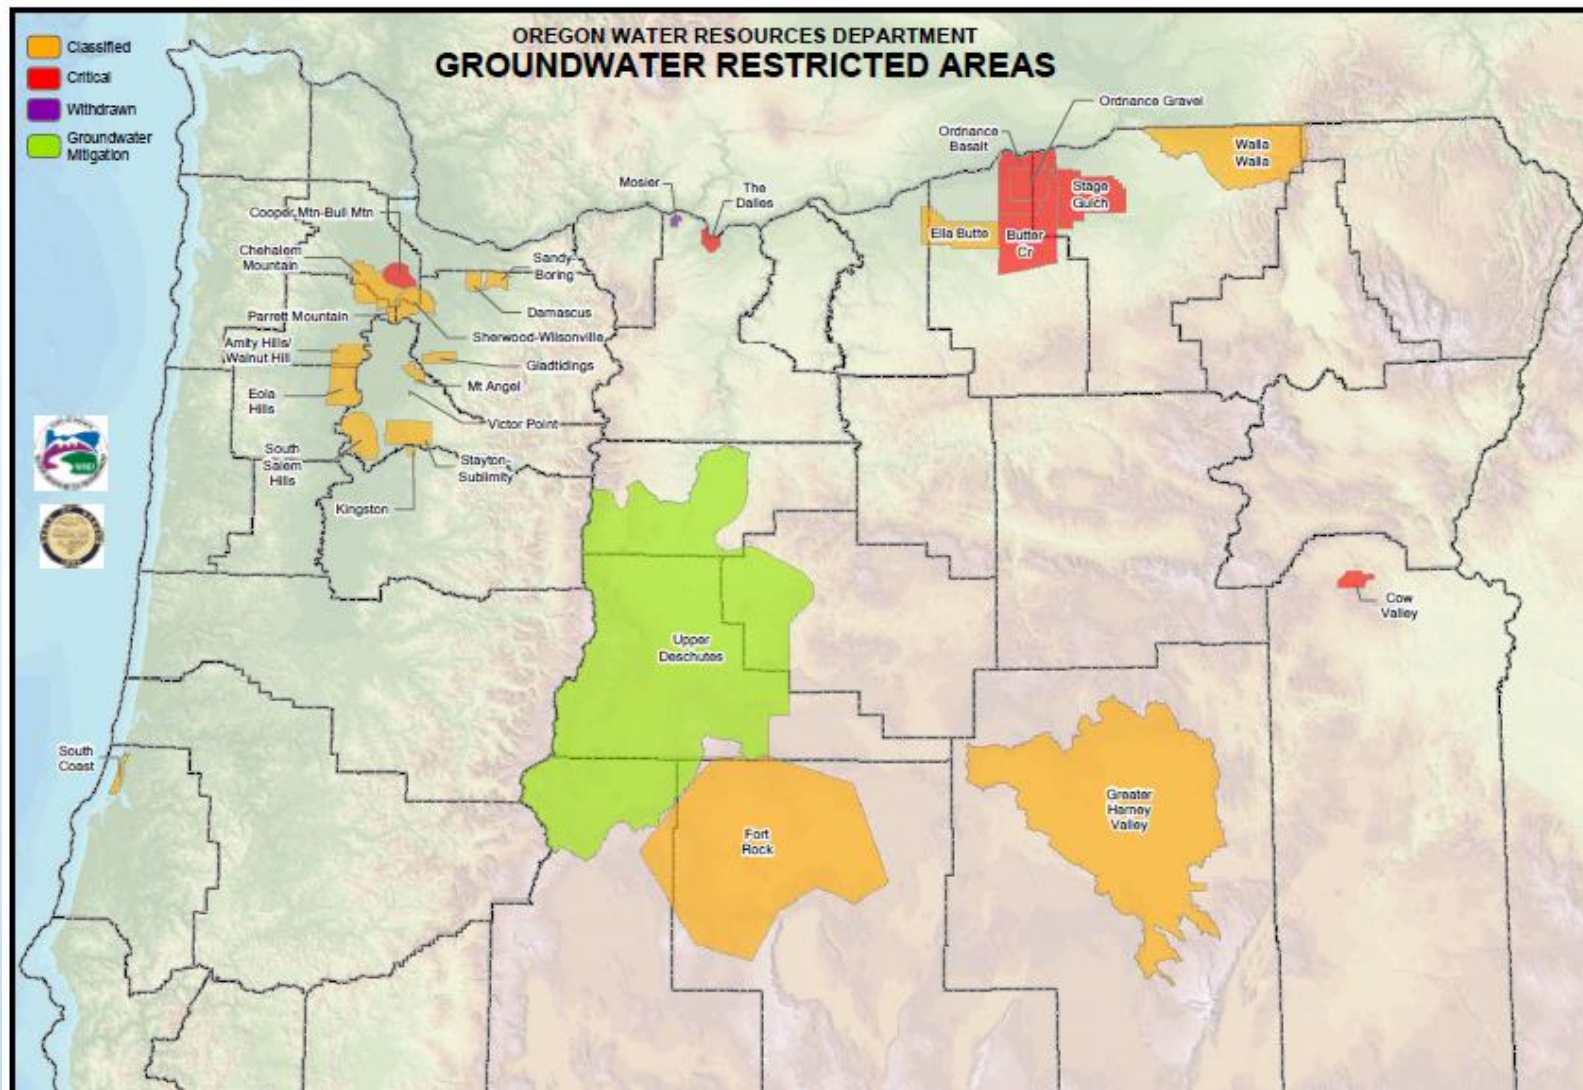 OREGON WATER RESOURCES DEPARTMENT
GROUNDWATER RESTRICTED AREAS
Classified
Critical
Withdrawn
Groundwater
Mitigation
Ordnance Gravel
Ordnance
Basalt
Walla
Walla
Mosier
The
Dalles
Stage
Gulch
Ella Butte
Butter
Cr
Cooper Mtn-Bull Mtn
Chehalem
Mountain
Sandy-
Boring
Parrett Mountain
Damascus
Sherwood-Wilsonville
Amity Hills/
Walnut Hill
Gladtidings
Mt Angel
Eola
Hills
Victor Point
South
Salem
Hills
Stayton-
Sublimity
Kingston
Cow
Valley
Upper
Deschutes
South
Coast
Greater
Harney
Valley
Fort
Rock